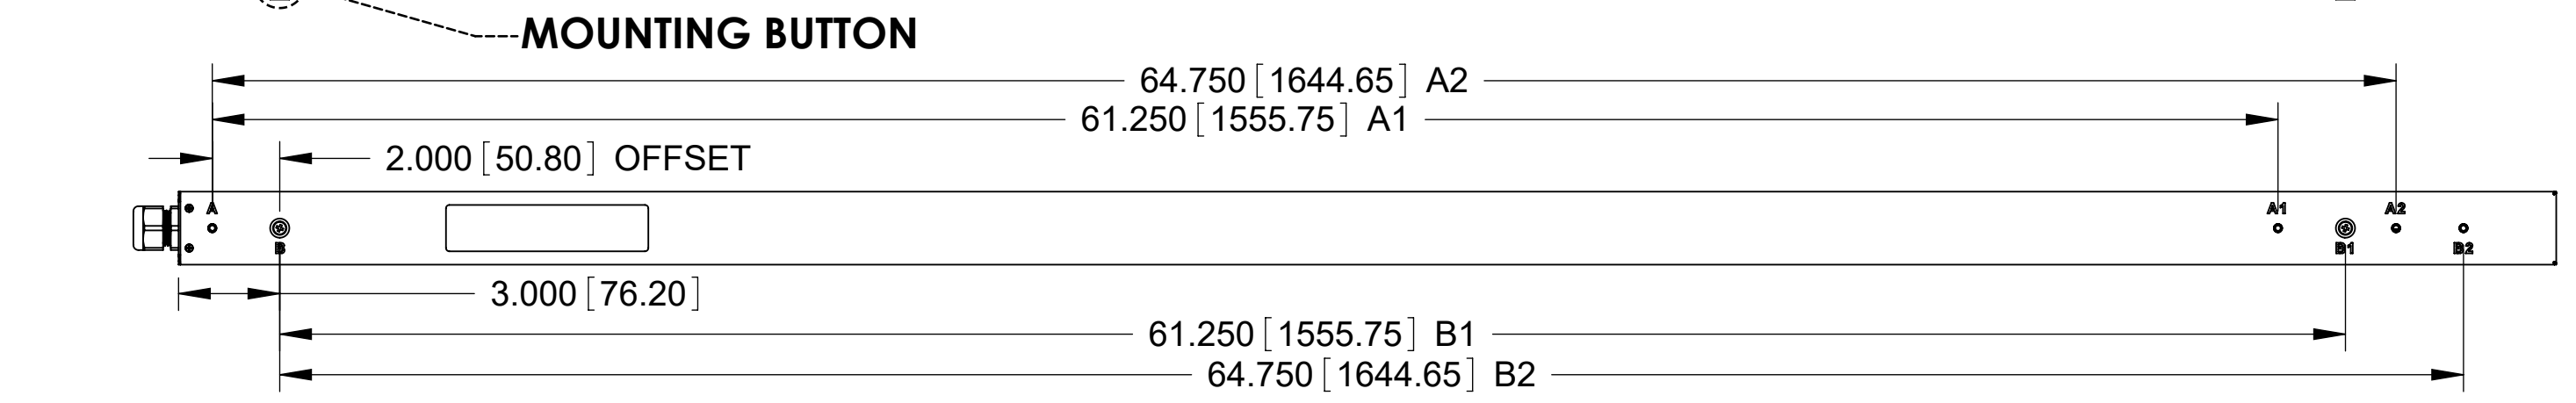 MOUNTING BUTTON
64.750 [1644.65] A2
61.250 [1555.75] A1
2.000 [50.80] OFFSET
A
A1
A2
B
B1
B2
3.000 [76.20]
61.250 [1555.75] B1
64.750 [1644.65] B2